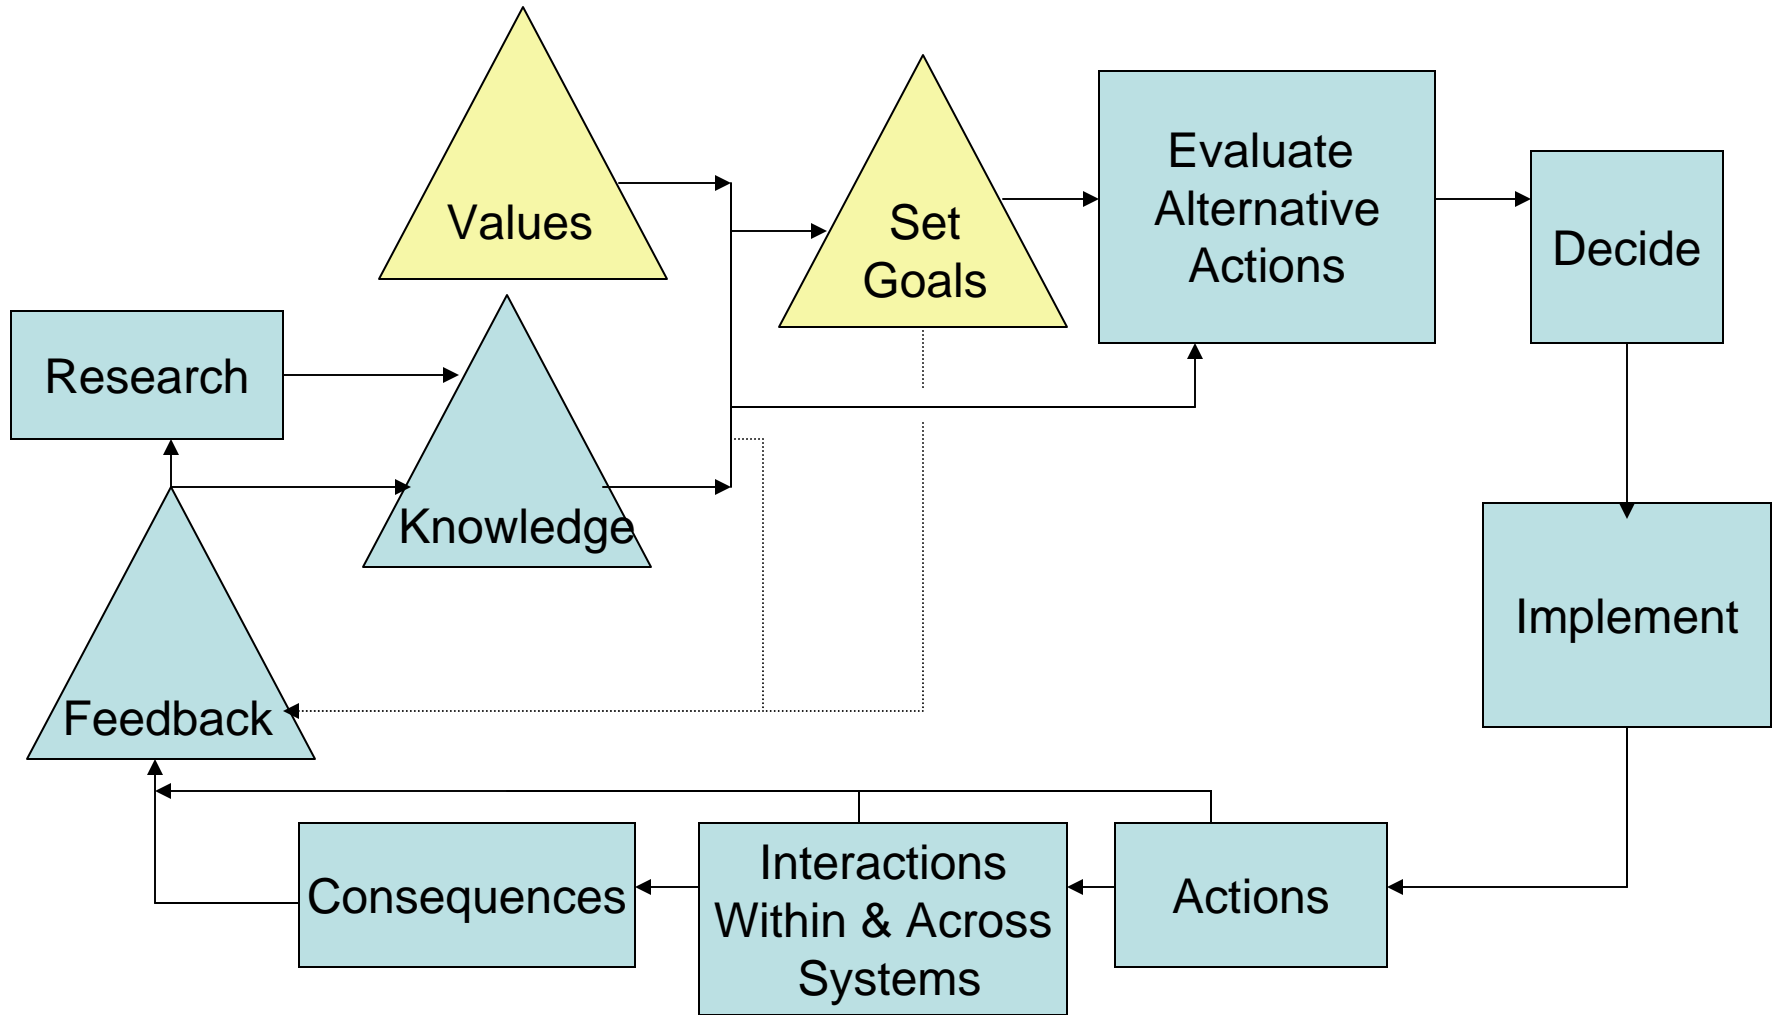 Values
Set
Goals
Evaluate
Alternative
Actions
Decide
Research
Knowledge
Implement
Feedback
Consequences
Interactions
Within & Across
Systems
Actions